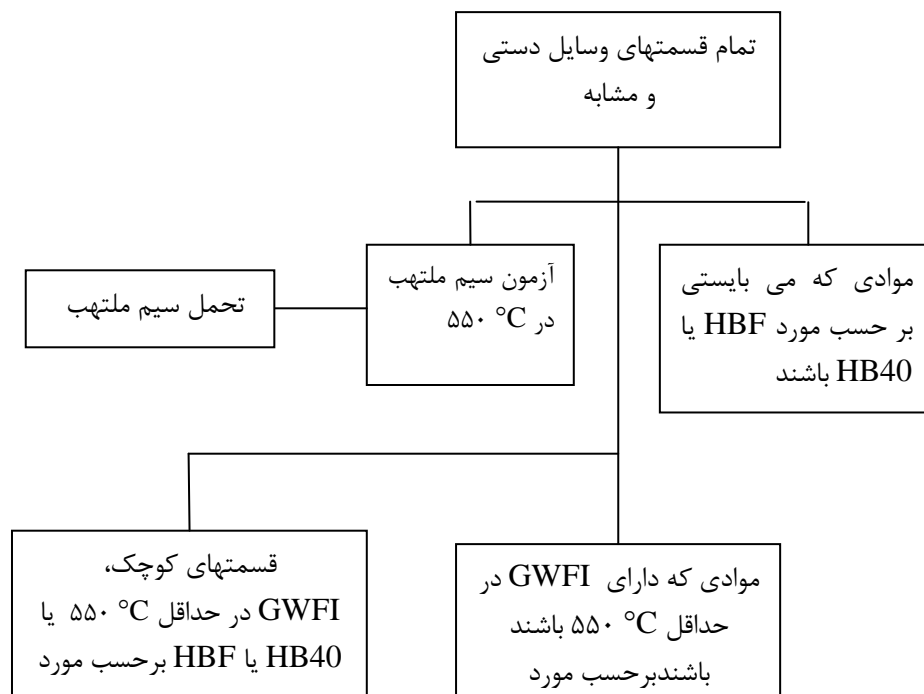 تمام قسمتهای وسایل دستی
و مشابه
موادی که می بایستی
بر حسب مورد HBF یا
HB40 باشند
آزمون سیم ملتهب
در ۵۵۰ °C
تحمل سیم ملتهب
موادی که دارای GWFI در
حداقل ۵۵۰ °C باشند
باشندبرحسب مورد
قسمتهای کوچک،
GWFI در حداقل ۵۵۰ °C یا
HB40 یا HBF برحسب مورد